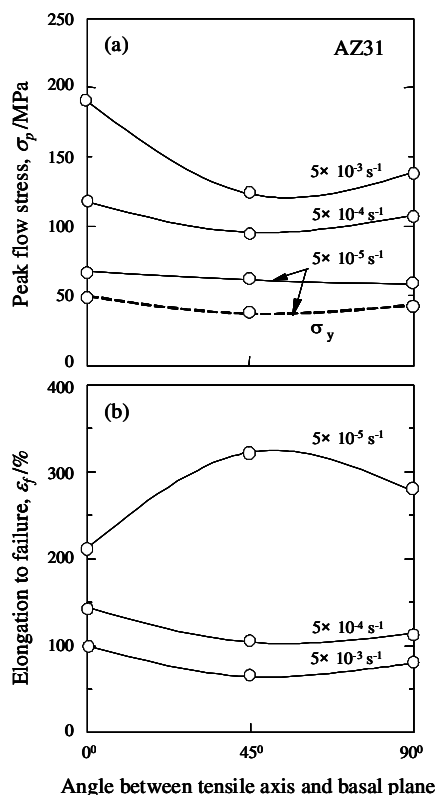 250
(a)
AZ31
200
150
100
50
0
Peak flow stress, σp /MPa
5× 10-3 s-1
5× 10-4 s-1
5× 10-5 s-1
σy
400
(b)
300
200
100
0
Elongation to failure, εf /%
5× 10-5 s-1
5× 10-4 s-1
5× 10-3 s-1
0⁰
45⁰
90⁰
Angle between tensile axis and basal plane